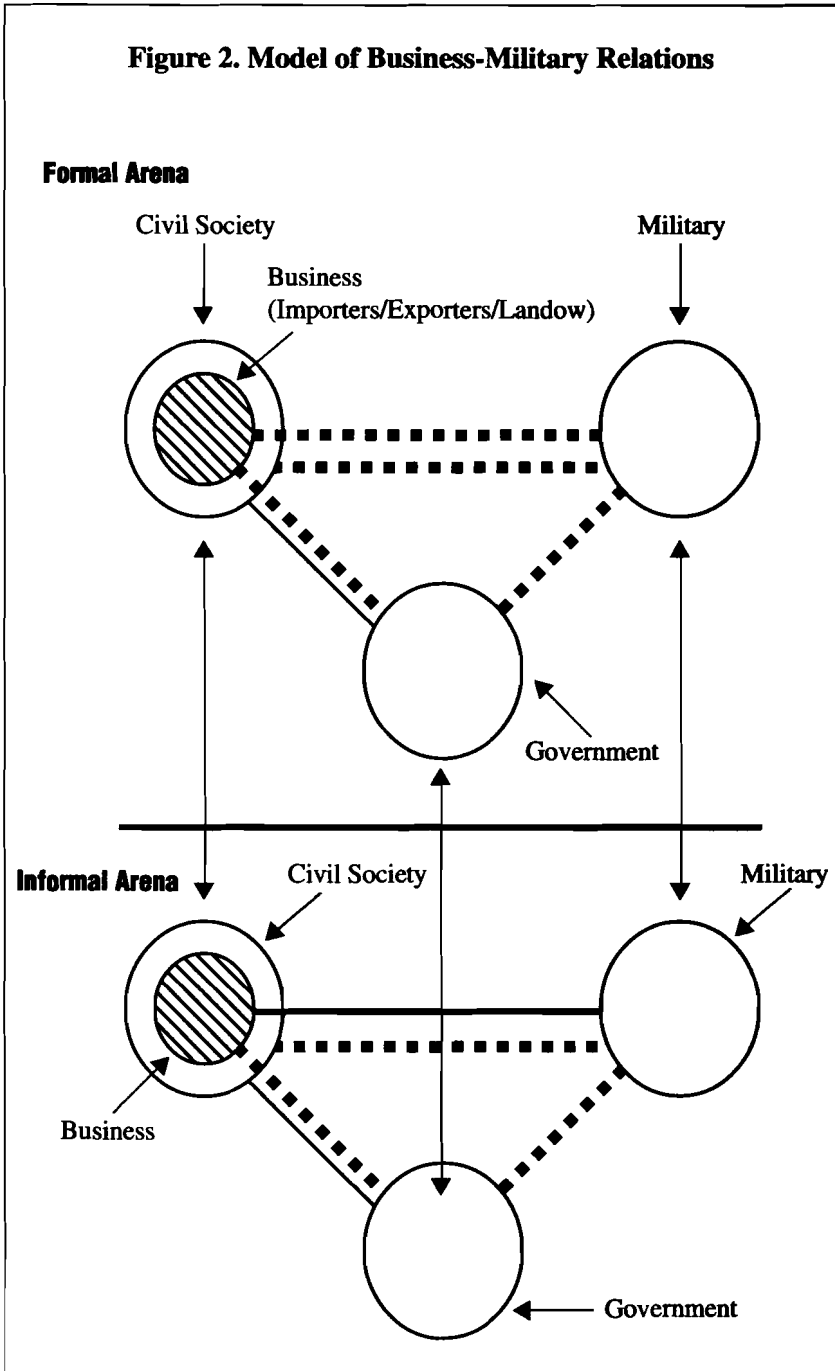 Figure 2. Model of Business-Military Relations
Formal Arena
Civil Society
Military
Business
(Importers/Exporters/Landow)
Government
Informal Arena
Civil Society
Military
Business
Government